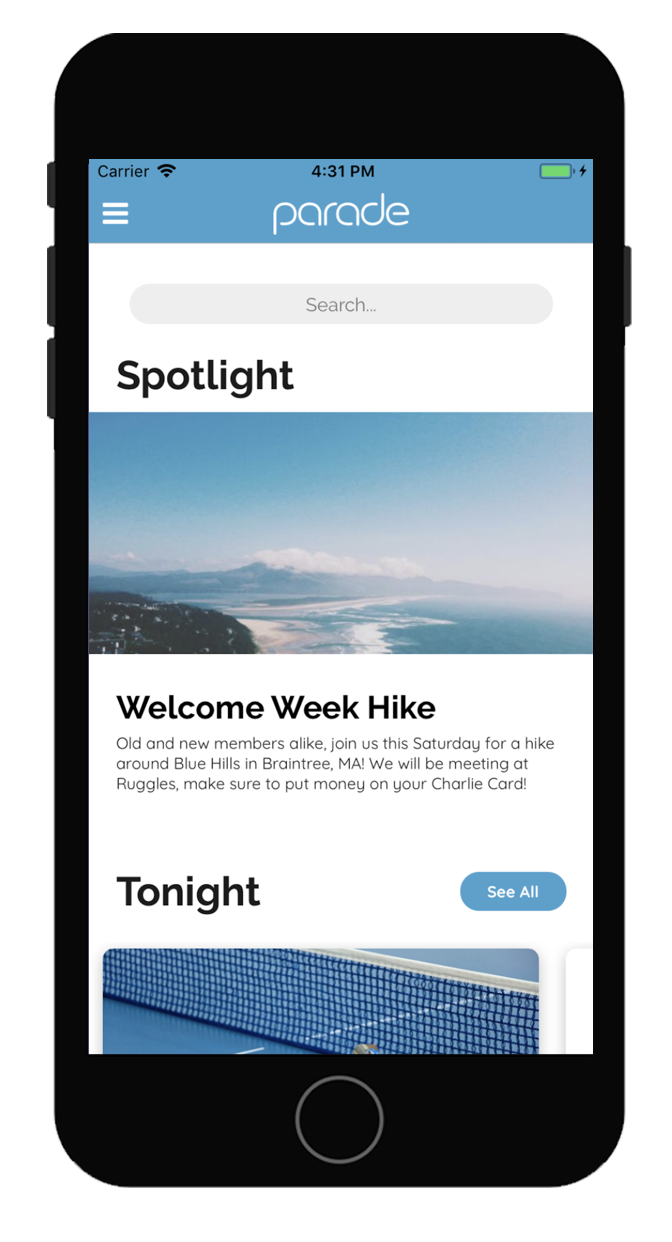 Carrier 4:31 PM
parade
Search...
Spotlight
Welcome Week Hike
Old and new members alike, join us this Saturday for a hike
around Blue Hills in Braintree, MA! We will be meeting at
Ruggles, make sure to put money on your Charlie Card!
Tonight See All